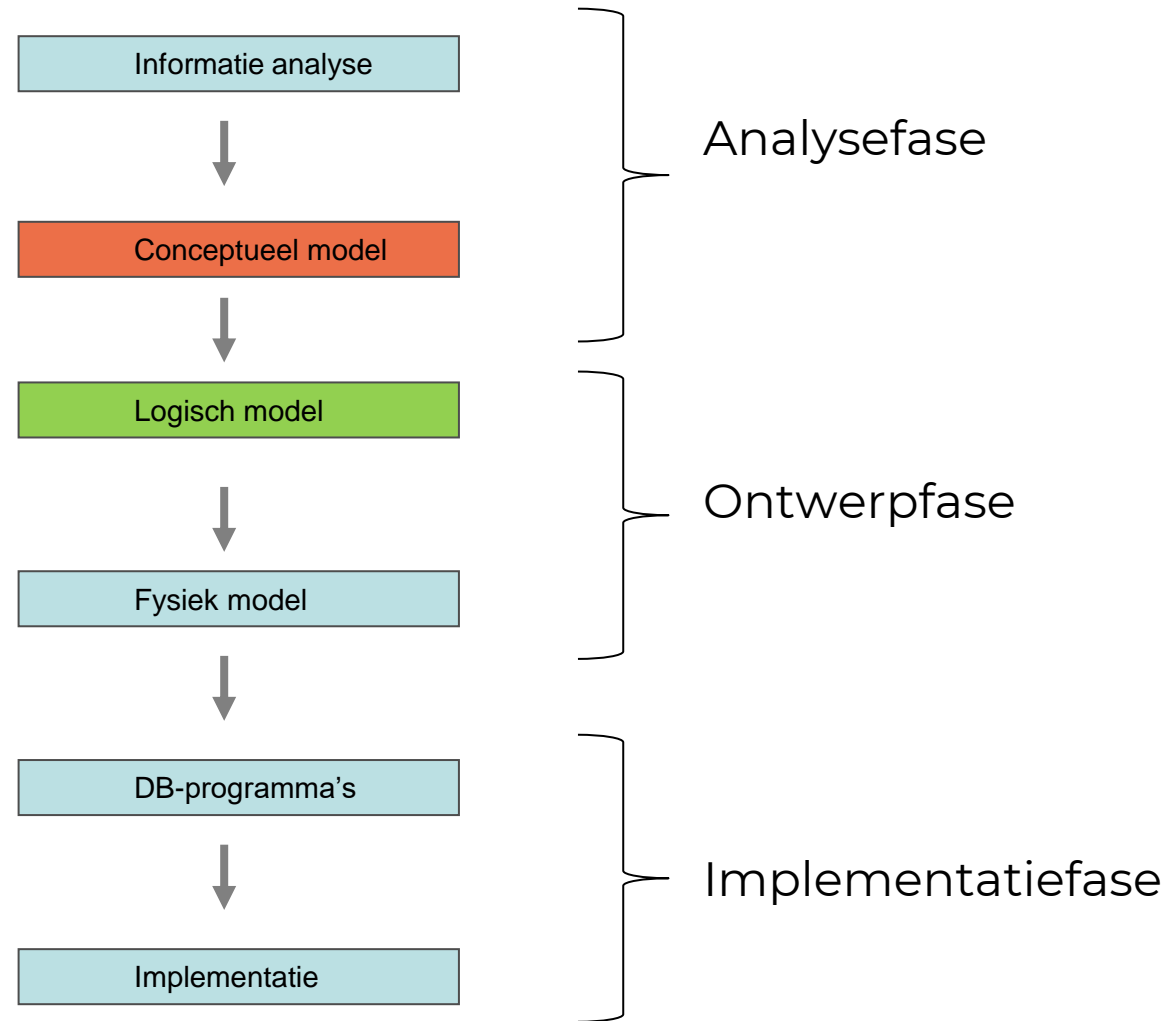 Informatie analyse
Analysefase
Conceptueel model
Logisch model
Ontwerpfase
Fysiek model
DB-programma’s
Implementatiefase
Implementatie